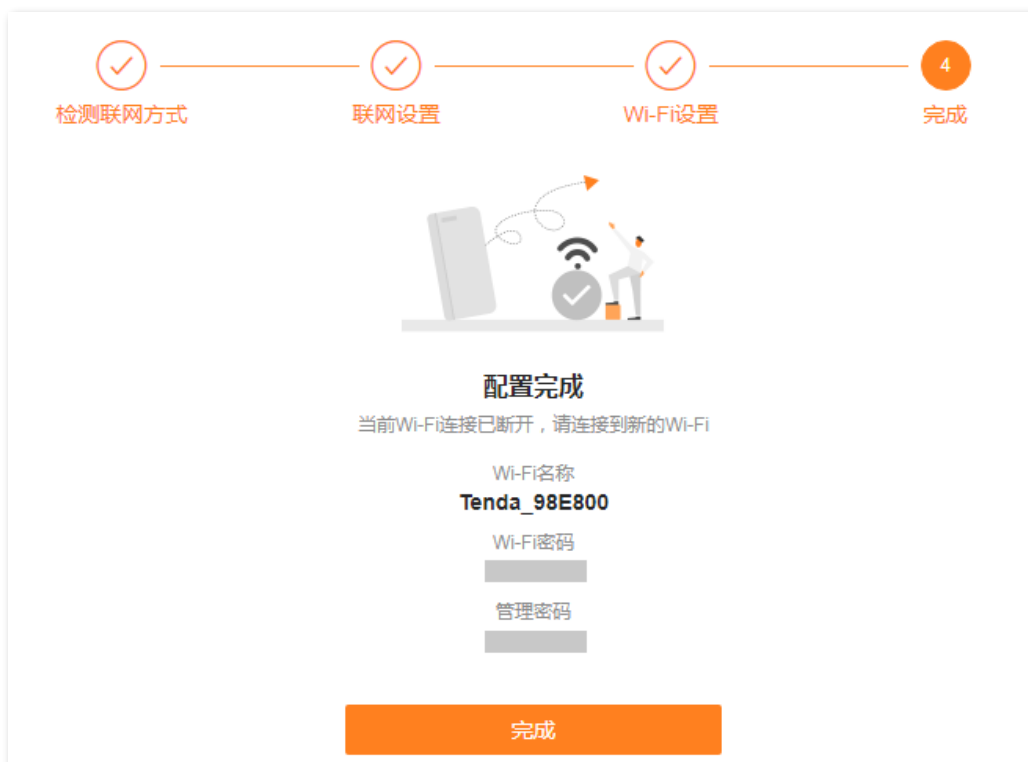 4
检测联网方式
联网设置
Wi-Fi设置
完成
配置完成
当前Wi-Fi连接已断开，请连接到新的Wi-Fi
Wi-Fi名称
Tenda_98E800
Wi-Fi密码
管理密码
完成